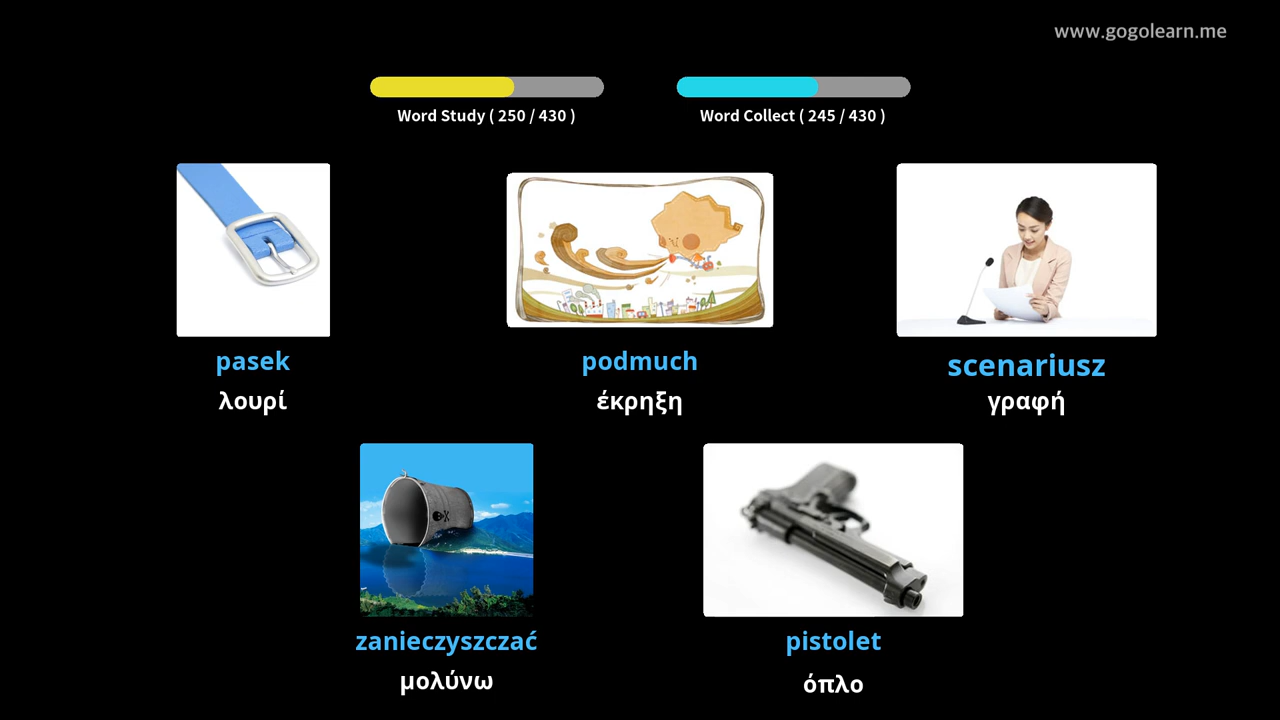 www.gogolearn.me
Word Study ( 250 / 430 )
Word Collect ( 245 / 430 )
pasek
λουρί
podmuch
έκρηξη
scenariusz
γραφή
zanieczyszczać
μολύνω
pistolet
όπλο